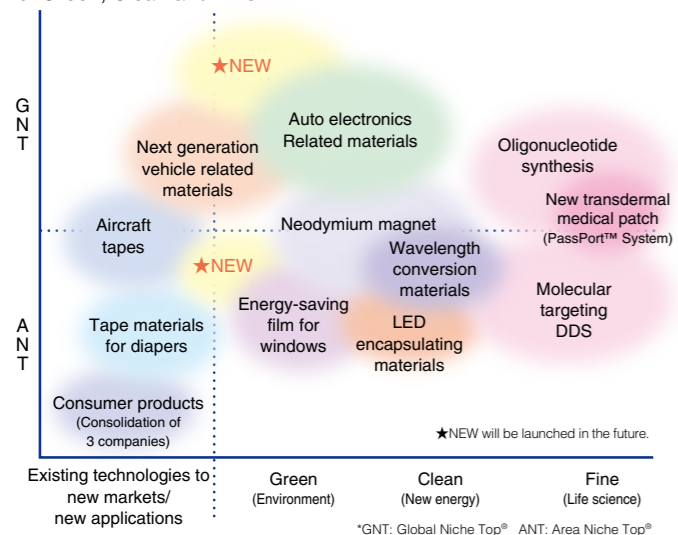 GNT
★NEW
Auto electronics
Related materials
Next generation
vehicle related
materials
Oligonucleotide
synthesis
New transdermal
medical patch
(PassPort™ System)
Aircraft
tapes
Neodymium magnet
Wavelength
conversion
materials
★NEW
ANT
Energy-saving
film for
windows
Molecular
targeting
DDS
Tape materials
for diapers
LED
encapsulating
materials
Consumer products
(Consolidation of
3 companies)
★NEW will be launched in the future.
Existing technologies to
new markets/
new applications
Green
(Environment)
Clean
(New energy)
Fine
(Life science)
*GNT: Global Niche Top® ANT: Area Niche Top®